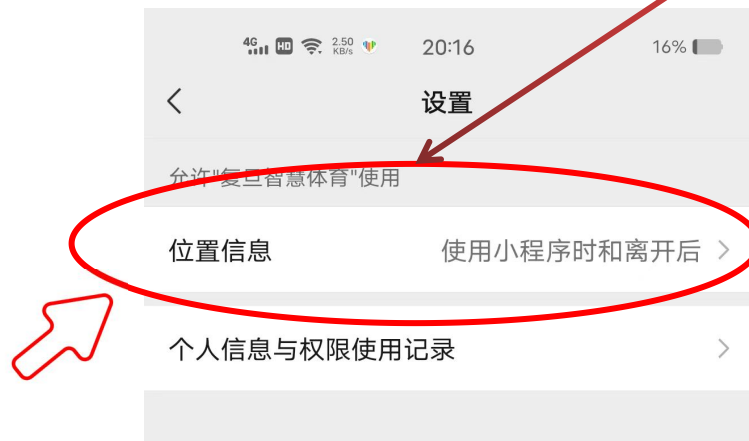 4G HD 2.50 KB/s 20:16 16%
设置
允许"复旦智慧体育"使用
位置信息 使用小程序时和离开后
个人信息与权限使用记录